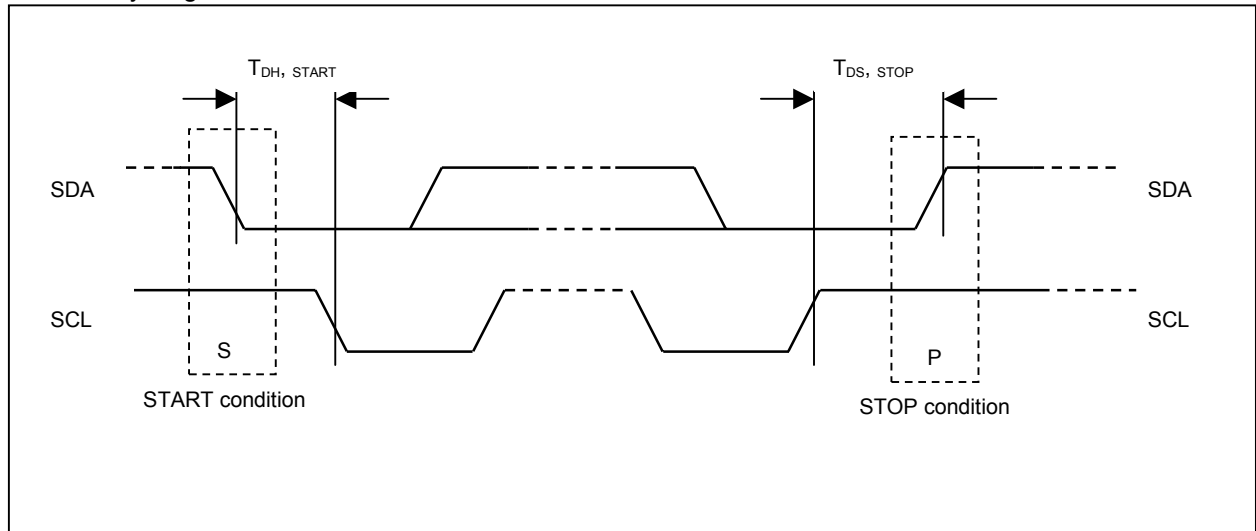 T_DH, START T_DS, STOP
SDA SDA
SCL SCL
S P
START condition STOP condition